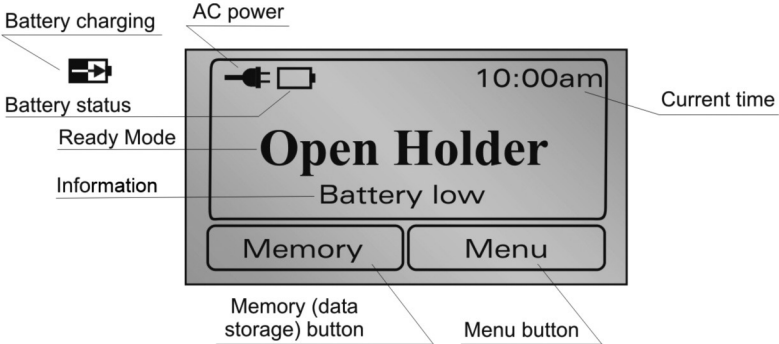 Battery charging
AC power
Battery status
10:00am
Current time
Ready Mode
Open Holder
Information
Battery low
Memory
Menu
Memory (data
storage) button
Menu button